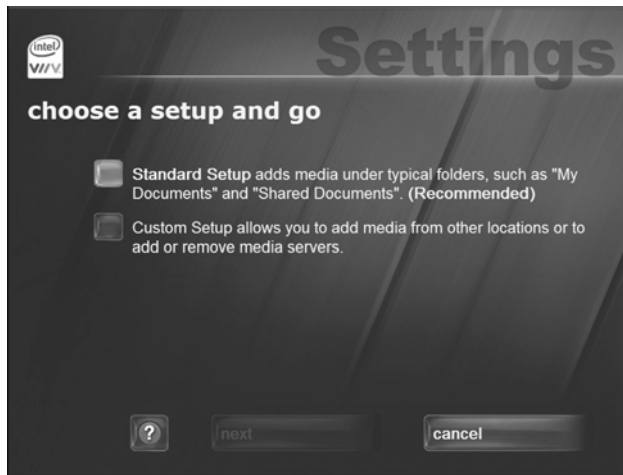 intel
VIIV
Settings
choose a setup and go
Standard Setup adds media under typical folders, such as "My
Documents" and "Shared Documents". (Recommended)
Custom Setup allows you to add media from other locations or to
add or remove media servers.
?
next
cancel